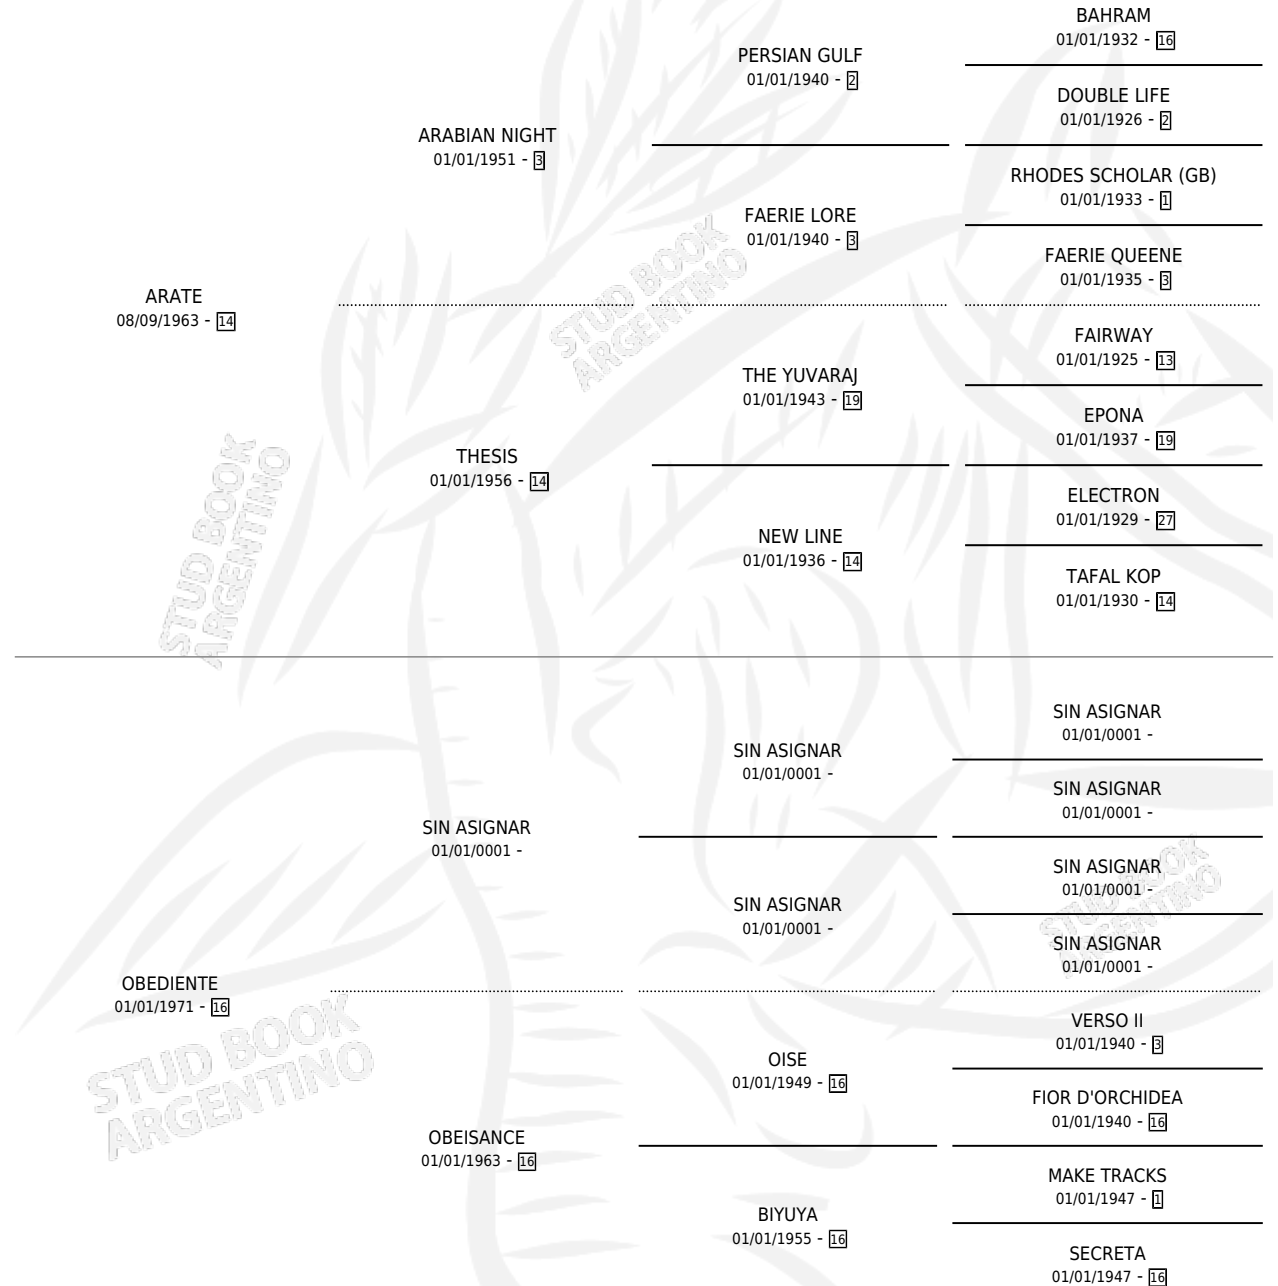 BAHRAM
01/01/1932 - 16
PERSIAN GULF
01/01/1940 - 2
DOUBLE LIFE
01/01/1926 - 2
ARABIAN NIGHT
01/01/1951 - 3
RHODES SCHOLAR (GB)
01/01/1933 - 1
FAERIE LORE
01/01/1940 - 3
FAERIE QUEENE
01/01/1935 - 3
ARATE
08/09/1963 - 14
FAIRWAY
01/01/1925 - 13
THE YUVARAJ
01/01/1943 - 19
EPONA
01/01/1937 - 19
THESIS
01/01/1956 - 14
ELECTRON
01/01/1929 - 27
NEW LINE
01/01/1936 - 14
TAFAL KOP
01/01/1930 - 14
STUD BOOK
ARGENTINO
STUD BOOK
ARGENTINO
SIN ASIGNAR
01/01/0001 -
SIN ASIGNAR
01/01/0001 -
SIN ASIGNAR
01/01/0001 -
SIN ASIGNAR
01/01/0001 -
SIN ASIGNAR
01/01/0001 -
SIN ASIGNAR
01/01/0001 -
SIN ASIGNAR
01/01/0001 -
OBEDIENTE
01/01/1971 - 16
VERSO II
01/01/1940 - 3
OISE
01/01/1949 - 16
FIOR D'ORCHIDEA
01/01/1940 - 16
OBEISANCE
01/01/1963 - 16
MAKE TRACKS
01/01/1947 - 1
BIYUYA
01/01/1955 - 16
SECRETA
01/01/1947 - 16
STUD BOOK
ARGENTINO
STUD BOOK
ARGENTINO